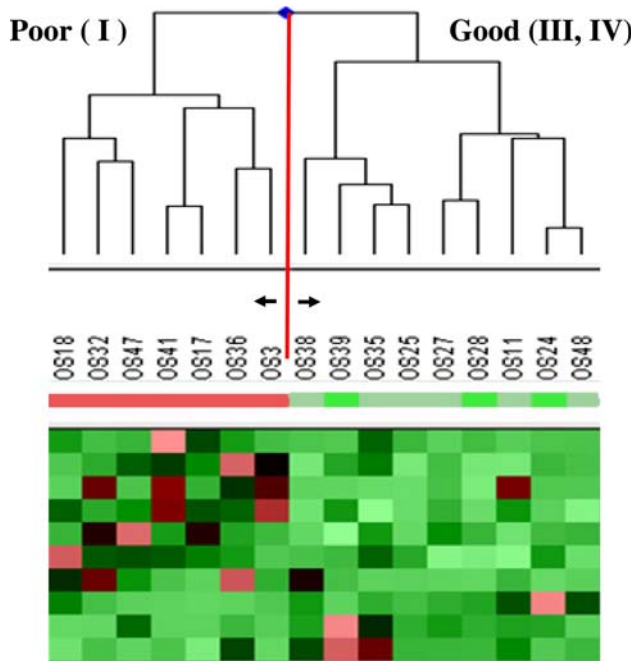 Poor ( I )
Good (III, IV)
OS18
OS32
OS47
OS41
OS17
OS36
OS3
OS38
OS39
OS35
OS25
OS27
OS28
OS11
OS24
OS48